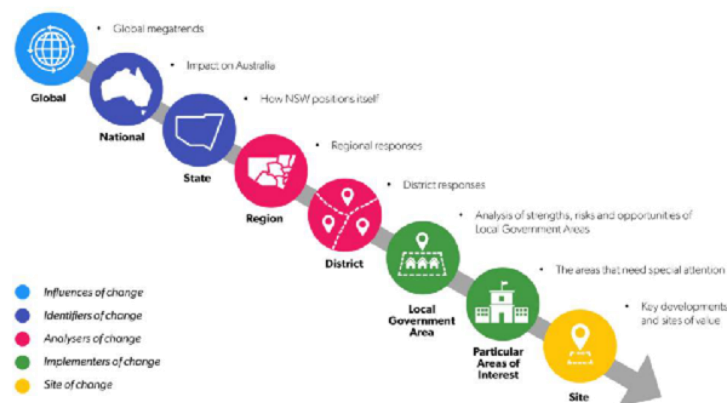 • Global megatrends
Global
• Impact on Australia
National
• How NSW positions itself
State
• Regional responses
Region
• District responses
District
• Analysis of strengths, risks and opportunities of
Local Government Areas
Local
Government
Area
• The areas that need special attention
Particular
Areas of
Interest
• Key developments
and sites of value
Site
Influences of change
Identifiers of change
Analysers of change
Implementers of change
Site of change